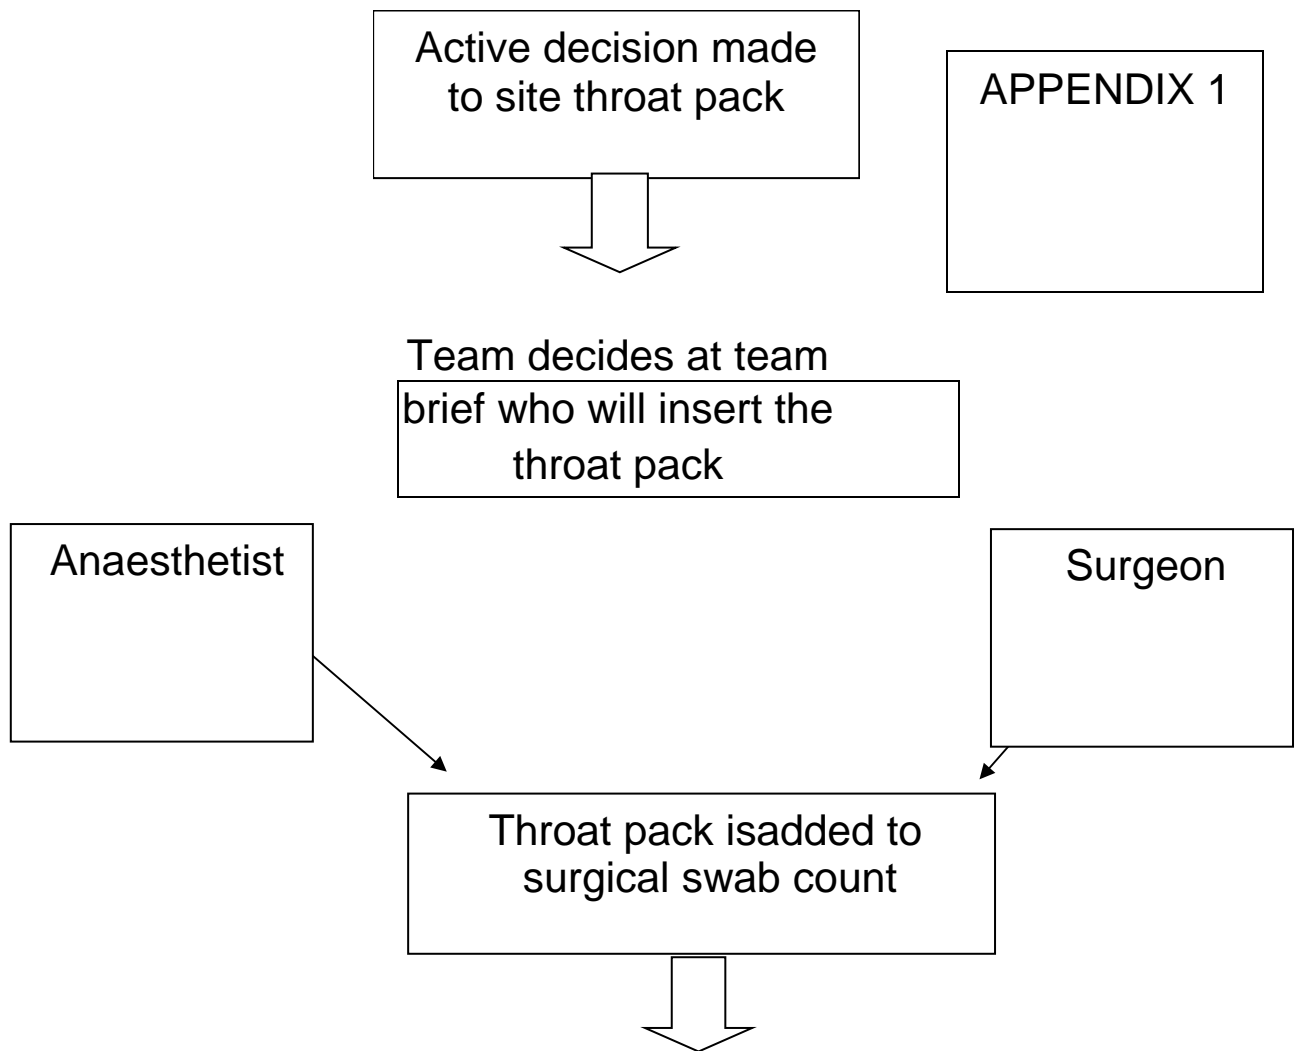 Active decision made
to site throat pack
APPENDIX 1
Team decides at team
brief who will insert the
throat pack
Anaesthetist
Surgeon
Throat pack isadded to
surgical swab count